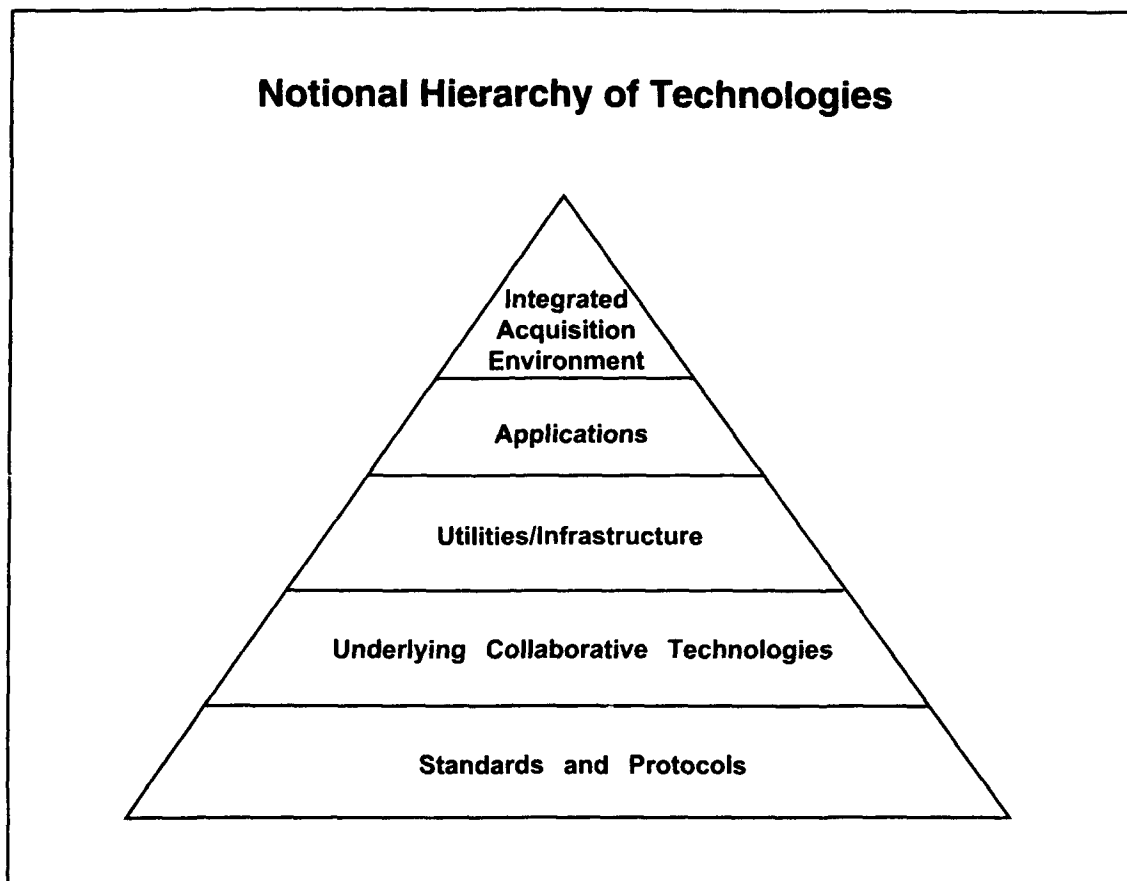 Notional Hierarchy of Technologies
Integrated
Acquisition
Environment
Applications
Utilities/Infrastructure
Underlying Collaborative Technologies
Standards and Protocols